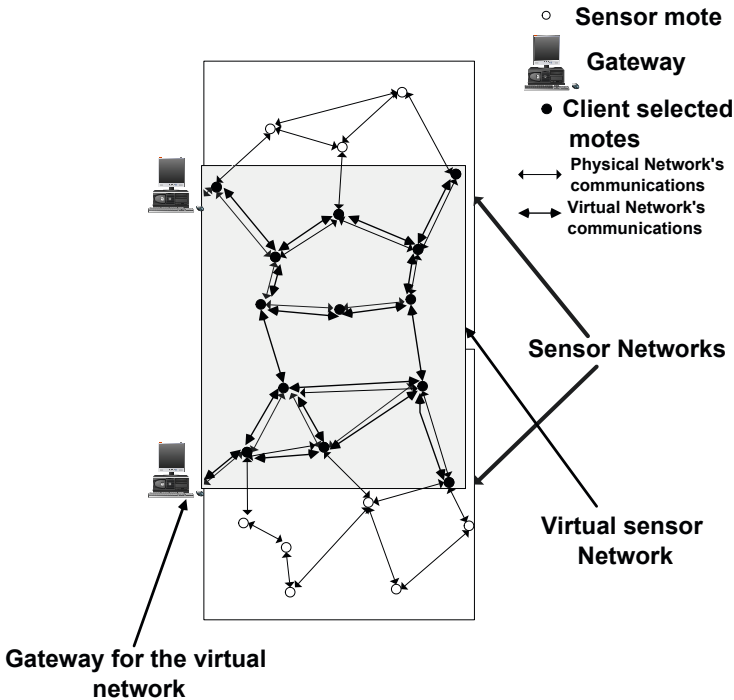 Sensor mote
Gateway
Client selected
motes
Physical Network's
communications
Virtual Network's
communications
Sensor Networks
Virtual sensor
Network
Gateway for the virtual
network